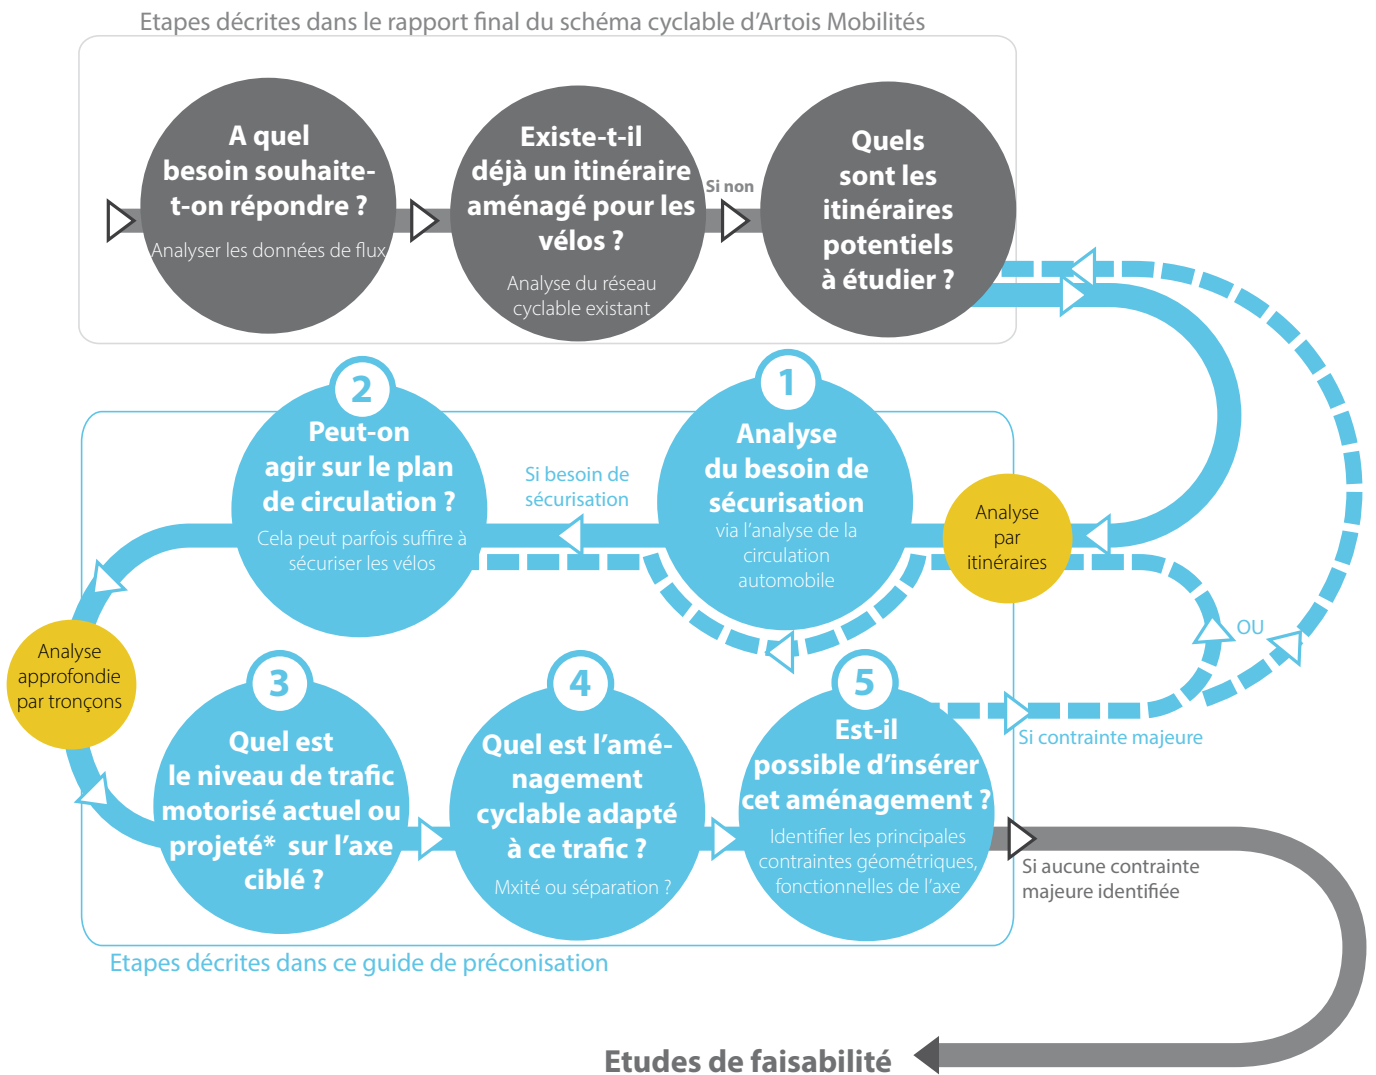 Etapes décrites dans le rapport final du schéma cyclable d'Artois Mobilités
A quel
besoin souhaite-
t-on répondre ?
Analyser les données de flux
Existe-t-il
déjà un itinéraire
aménagé pour les
vélos ?
Analyse du réseau
cyclable existant
Si non
Quels
sont les
itinéraires
potentiels
à étudier ?
Analyse
par
itinéraires
1
Analyse
du besoin de
sécurisation
via l'analyse de la
circulation
automobile
Si besoin de
sécurisation
2
Peut-on
agir sur le plan
de circulation ?
Cela peut parfois suffire à
sécuriser les vélos
Analyse
approfondie
par tronçons
3
Quel est
le niveau de trafic
motorisé actuel ou
projeté* sur l'axe
ciblé ?
4
Quel est l'amé-
nagement
cyclable adapté
à ce trafic ?
Mxité ou séparation ?
5
Est-il
possible d'insérer
cet aménagement ?
Identifier les principales
contraintes géométriques,
fonctionnelles de l'axe
OU
Si contrainte majeure
Si aucune contrainte
majeure identifiée
Etapes décrites dans ce guide de préconisation
Etudes de faisabilité